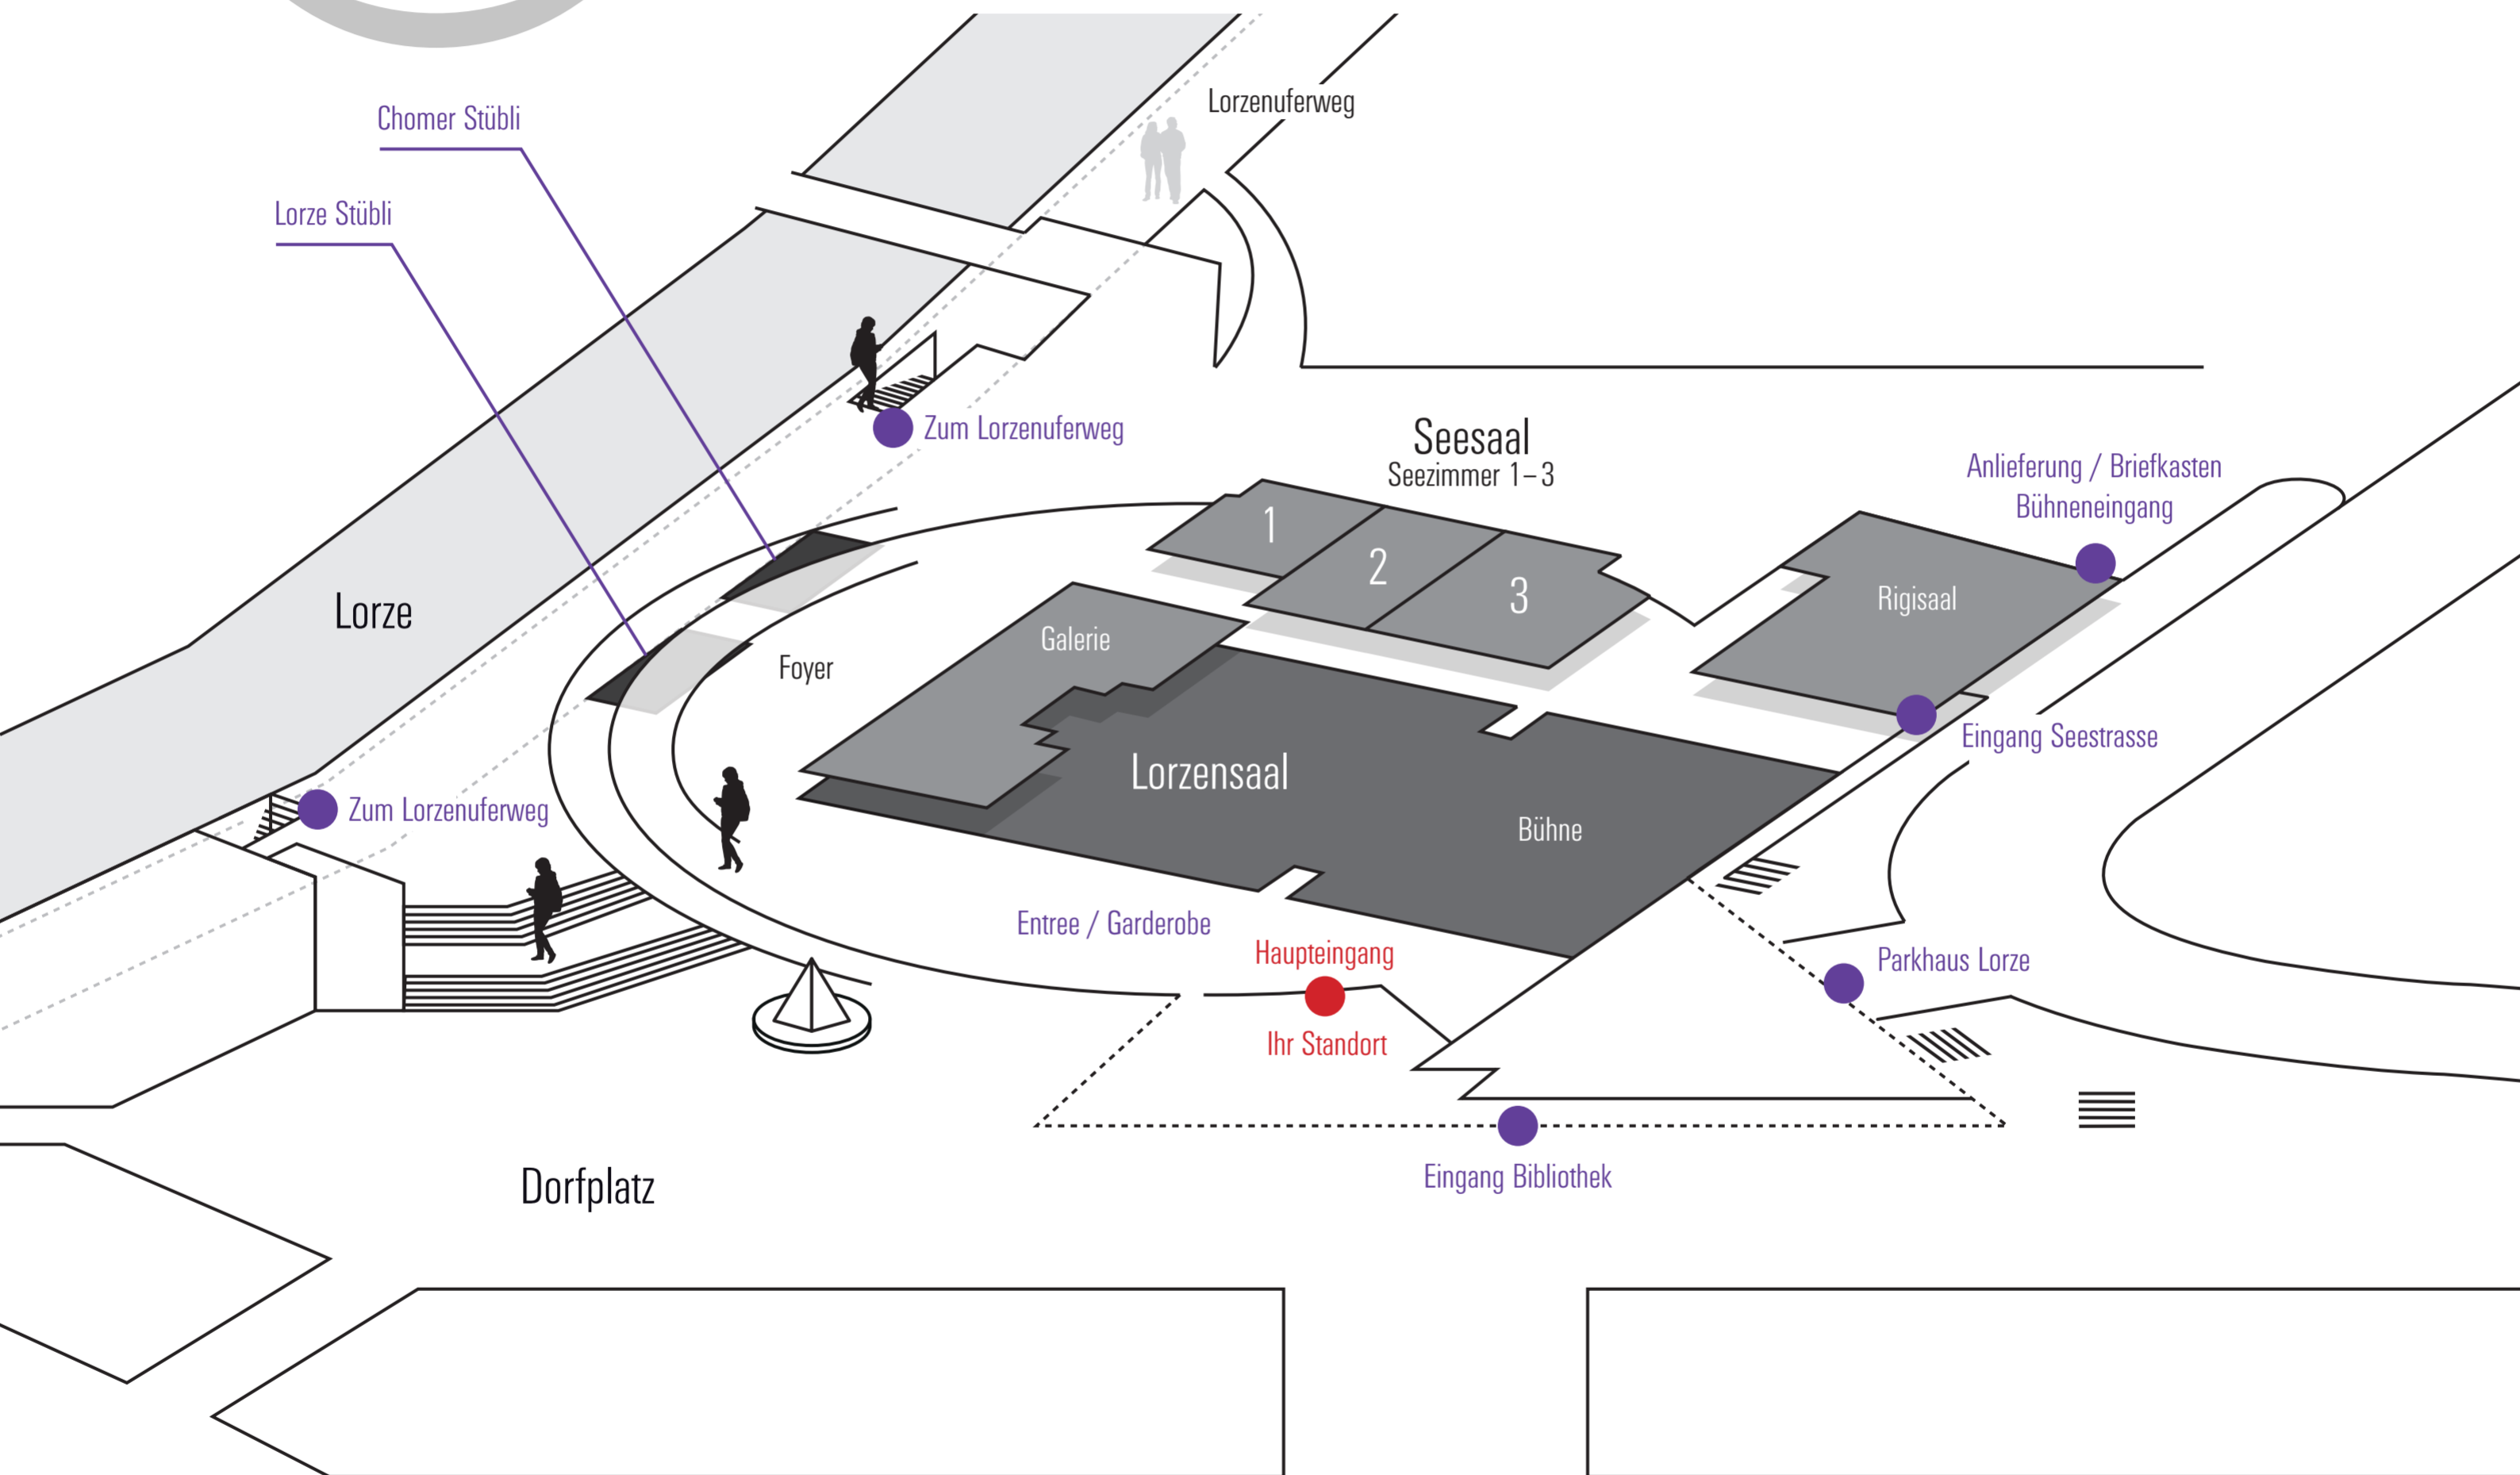 Lorzenuferweg
Chomer Stübli
Lorze Stübli
Zum Lorzenuferweg
Seesaal
Seezimmer 1–3
Anlieferung / Briefkasten
Bühneneingang
1
2
3
Rigisaal
Lorze
Galerie
Foyer
Eingang Seestrasse
Lorzensaal
Zum Lorzenuferweg
Bühne
Entree / Garderobe
Haupteingang
Parkhaus Lorze
Ihr Standort
Eingang Bibliothek
Dorfplatz